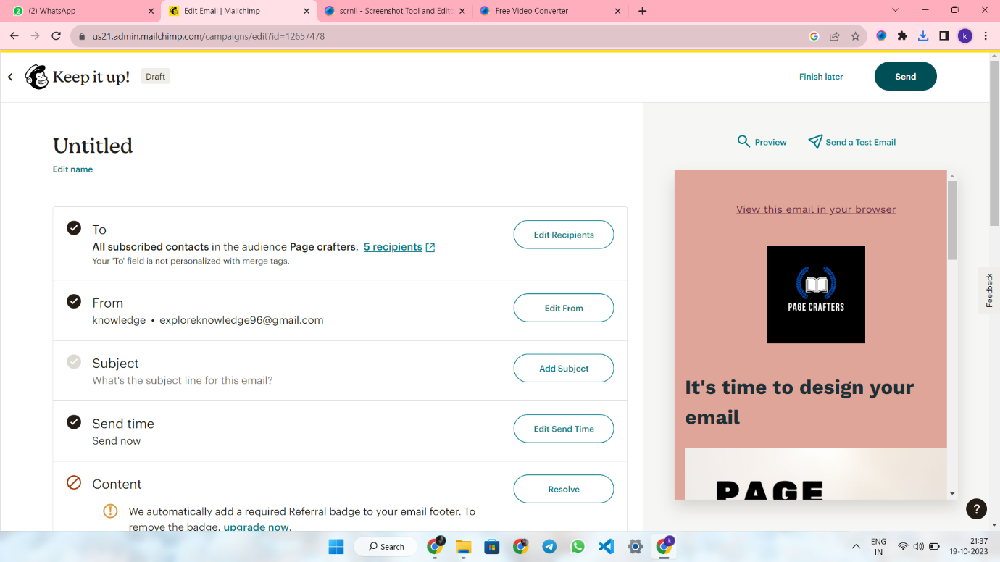 2
(2) WhatsApp
Edit Email | Mailchimp
scrnli - Screenshot Tool and Edito
Free Video Converter
us21.admin.mailchimp.com/campaigns/edit?id=12657478
k
Keep it up!
Draft
Finish later
Send
Untitled
Edit name
Preview
Send a Test Email
To
All subscribed contacts in the audience Page crafters. 5 recipients
Your 'To' field is not personalized with merge tags.
Edit Recipients
From
knowledge • exploreknowledge96@gmail.com
Edit From
Subject
What's the subject line for this email?
Add Subject
Send time
Send now
Edit Send Time
Content
Resolve
We automatically add a required Referral badge to your email footer. To
remove the badge, upgrade now.
View this email in your browser
PAGE CRAFTERS
It's time to design your
email
PAGE
Feedback
?
Search
k
ENG
IN
21:37
19-10-2023